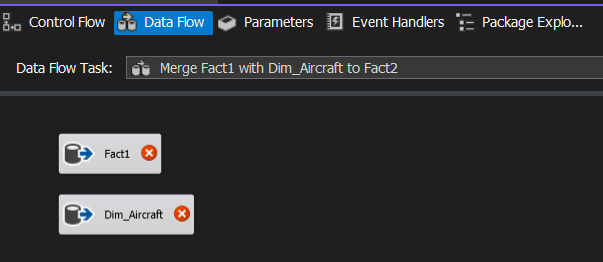 Control Flow Data Flow Parameters Event Handlers Package Explo...
Data Flow Task: Merge Fact1 with Dim_Aircraft to Fact2
Fact1
Dim_Aircraft